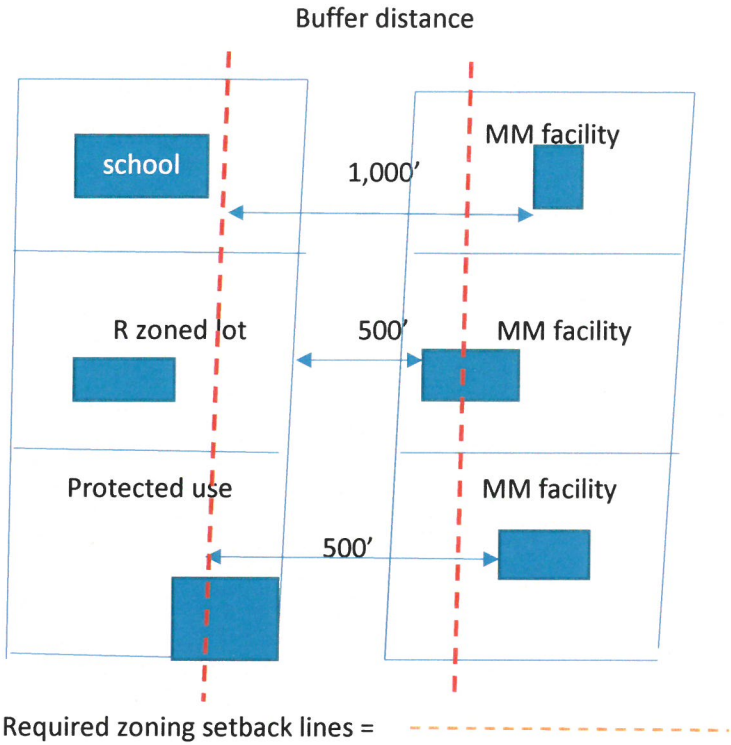 Buffer distance
MM facility
school
1,000’
R zoned lot
500’
MM facility
Protected use
MM facility
500’
Required zoning setback lines =